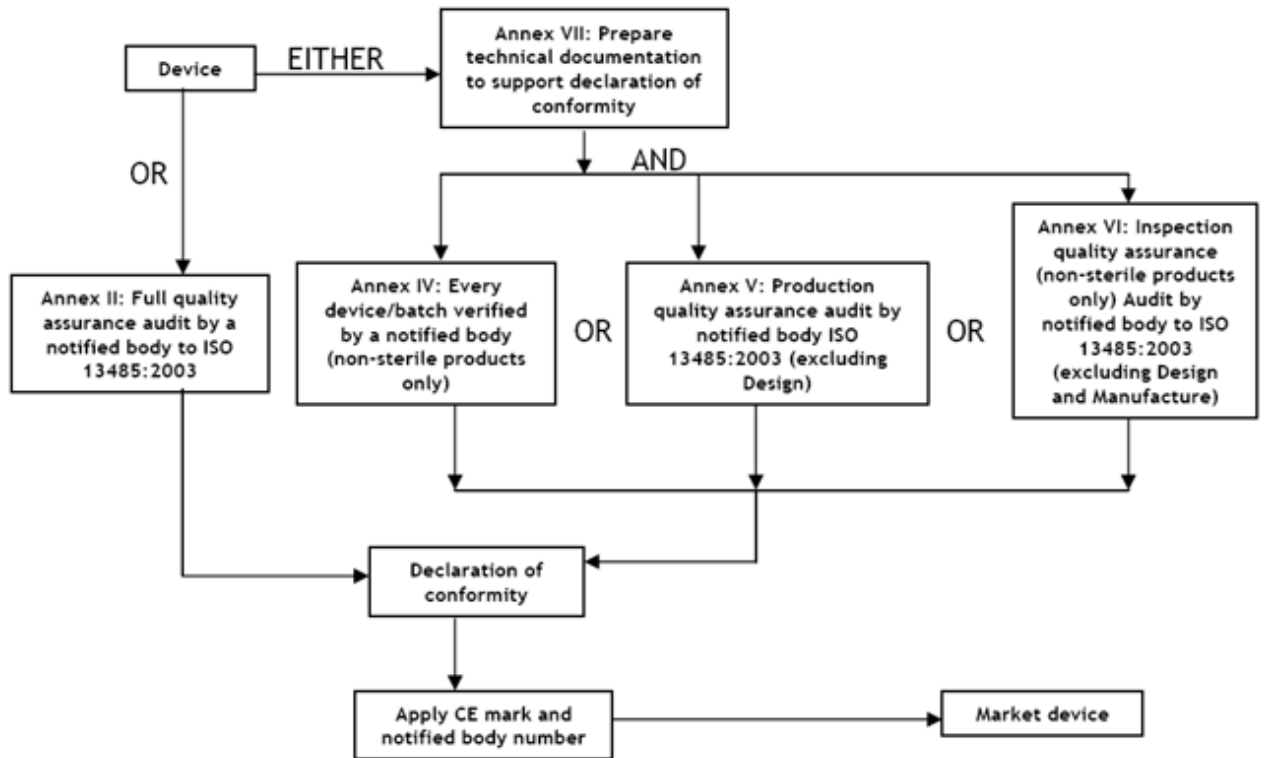 Device
EITHER
Annex VII: Prepare
technical documentation
to support declaration of
conformity
OR
AND
Annex II: Full quality
assurance audit by a
notified body to ISO
13485:2003
Annex IV: Every
device/batch verified
by a notified body
(non-sterile products
only)
OR
Annex V: Production
quality assurance audit by
notified body ISO
13485:2003 (excluding
Design)
OR
Annex VI: Inspection
quality assurance
(non-sterile products
only) Audit by
notified body to ISO
13485:2003
(excluding Design
and Manufacture)
Declaration of
conformity
Apply CE mark and
notified body number
Market device